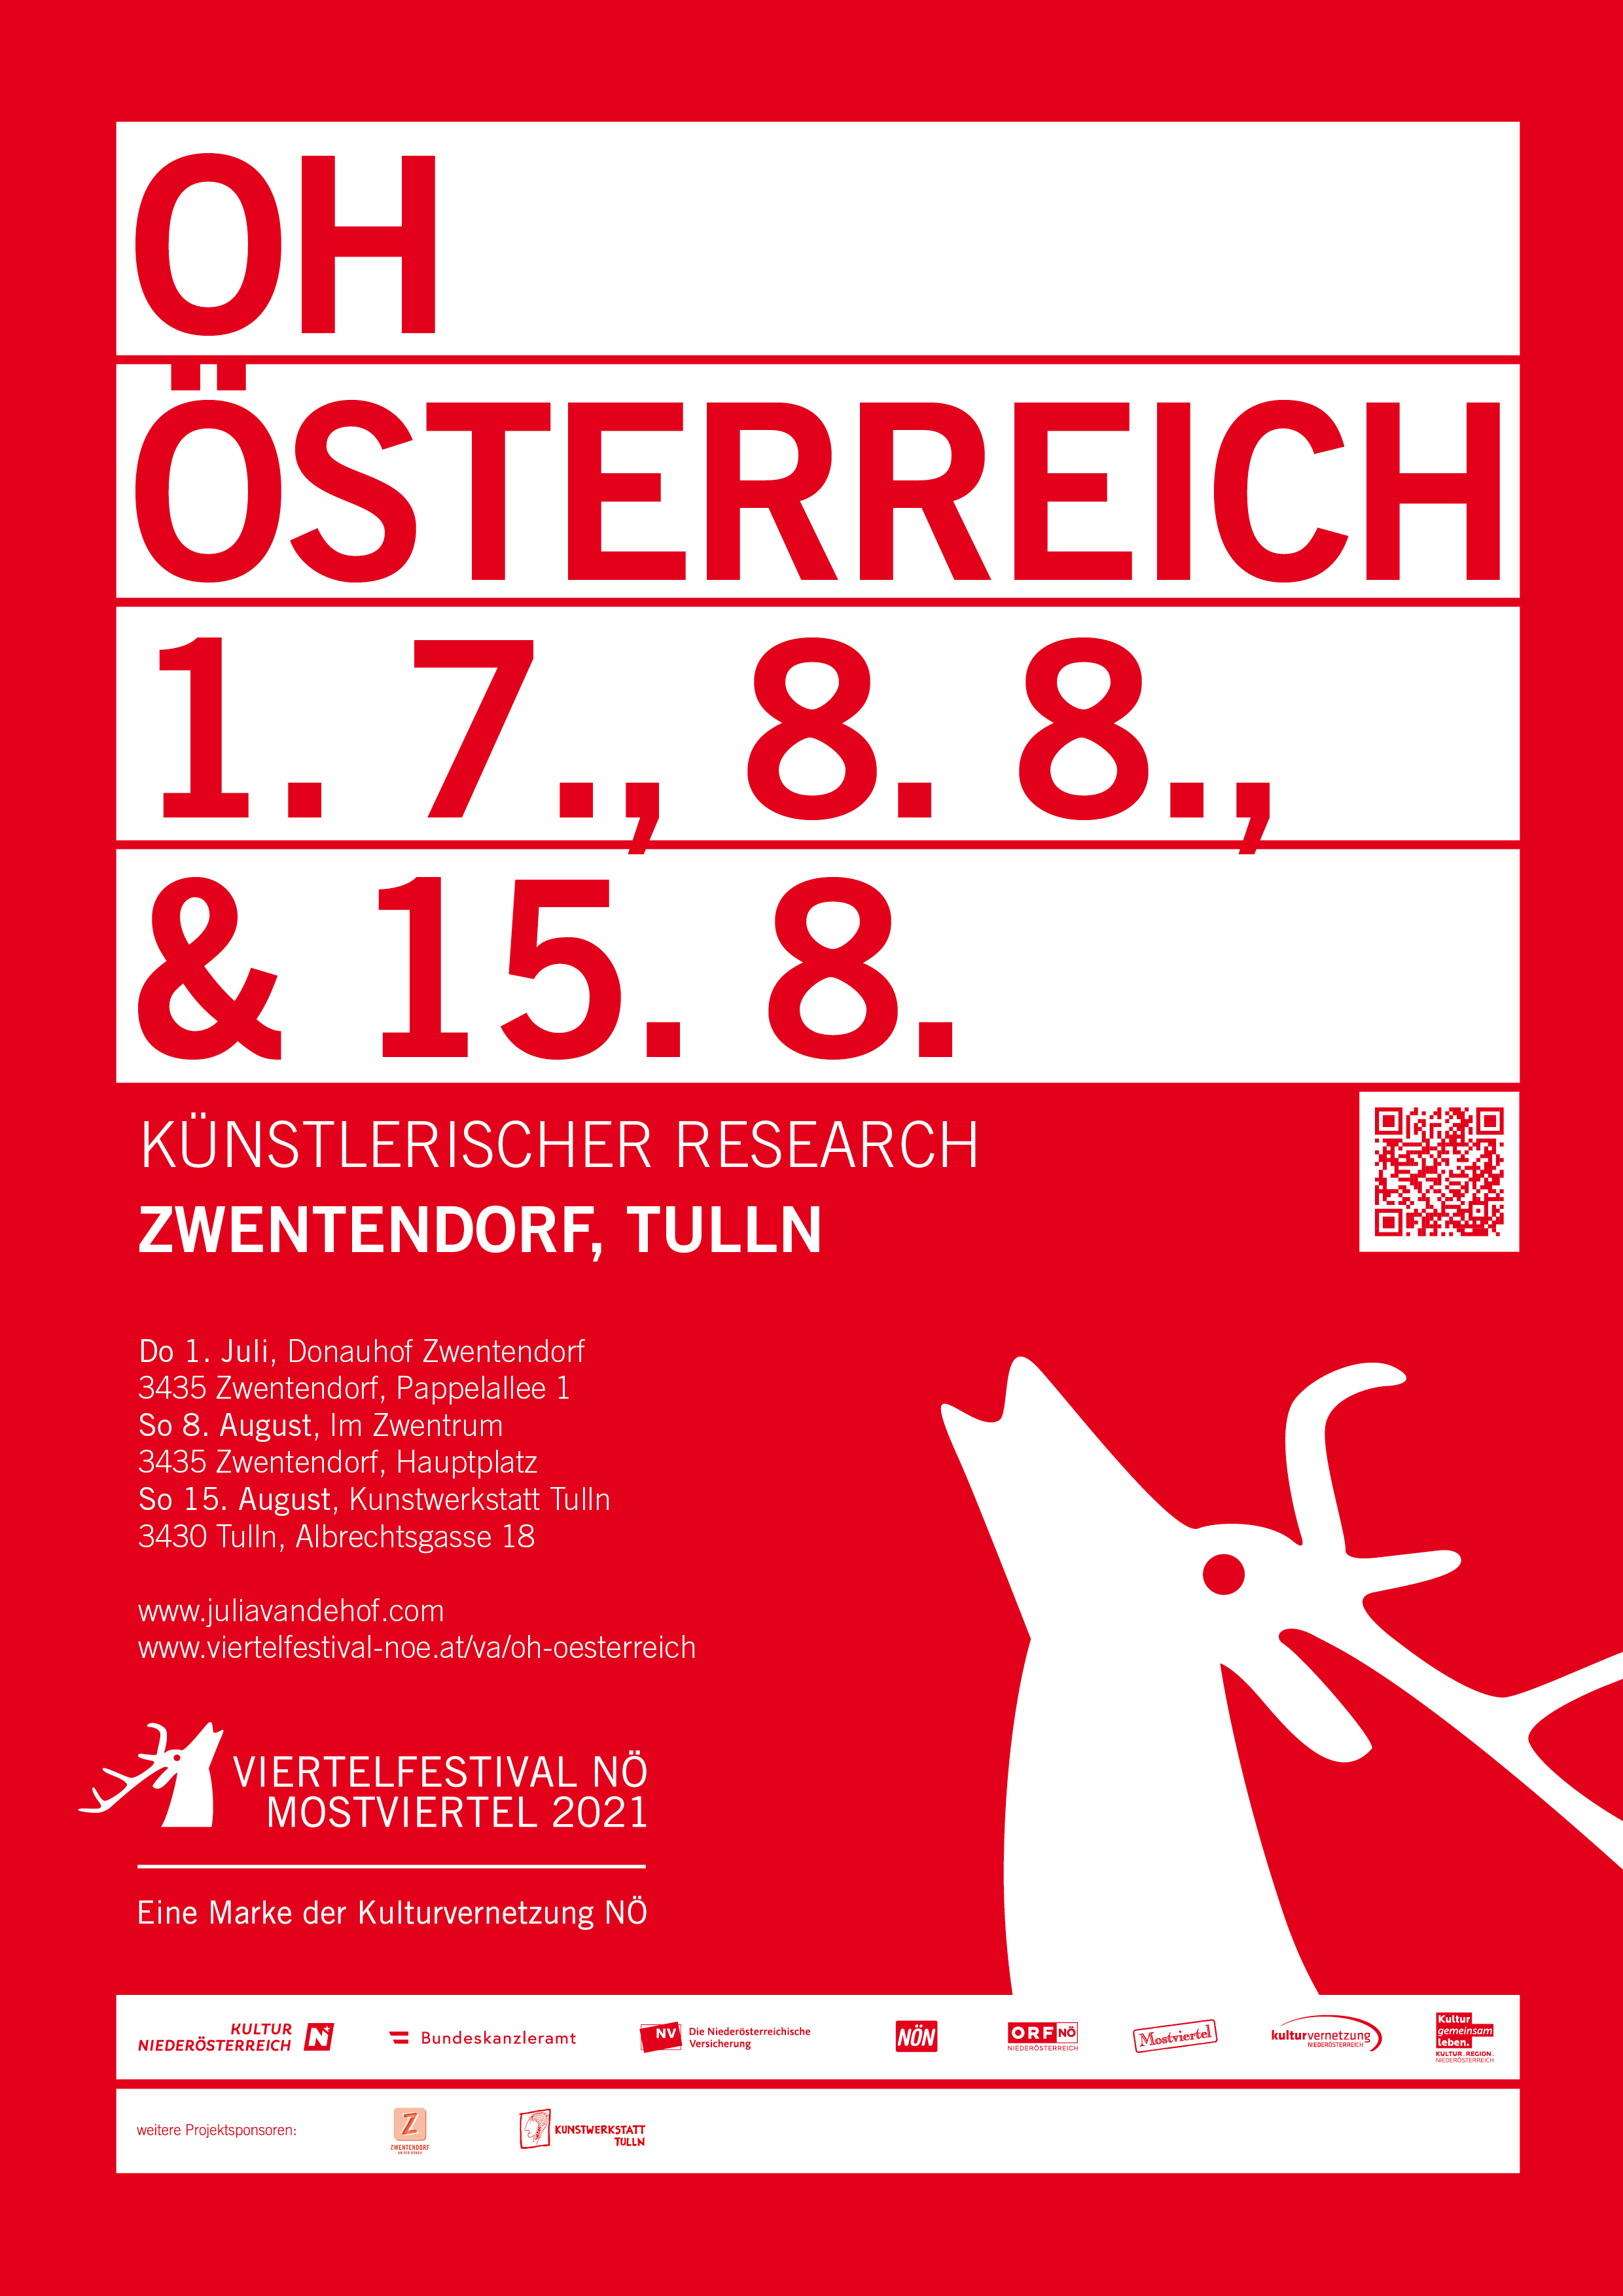 OH
ÖSTERREICH
1. 7., 8. 8.,
& 15. 8.
KÜNSTLERISCHER RESEARCH
ZWENTENDORF, TULLN
Do 1. Juli, Donauhof Zwentendorf
3435 Zwentendorf, Pappelallee 1
So 8. August, Im Zwentrum
3435 Zwentendorf, Hauptplatz
So 15. August, Kunstwerkstatt Tulln
3430 Tulln, Albrechtsgasse 18
www.juliavandehof.com
www.viertelfestival-noe.at/va/oh-oesterreich
VIERTELFESTIVAL NÖ
MOSTVIERTEL 2021
Eine Marke der Kulturvernetzung NÖ
KULTUR
NIEDERÖSTERREICH N
Bundeskanzleramt
NV Die Niederösterreichische
Versicherung
NÖN
ORF NÖ
NIEDERÖSTERREICH
Mostviertel
kulturvernetzung
NIEDERÖSTERREICH
Kultur
gemeinsam
leben.
KULTUR.REGION.
NIEDERÖSTERREICH
weitere Projektsponsoren:
Z
ZWENTENDORF
AN DER DONAU
KUNSTWERKSTATT
TULLN